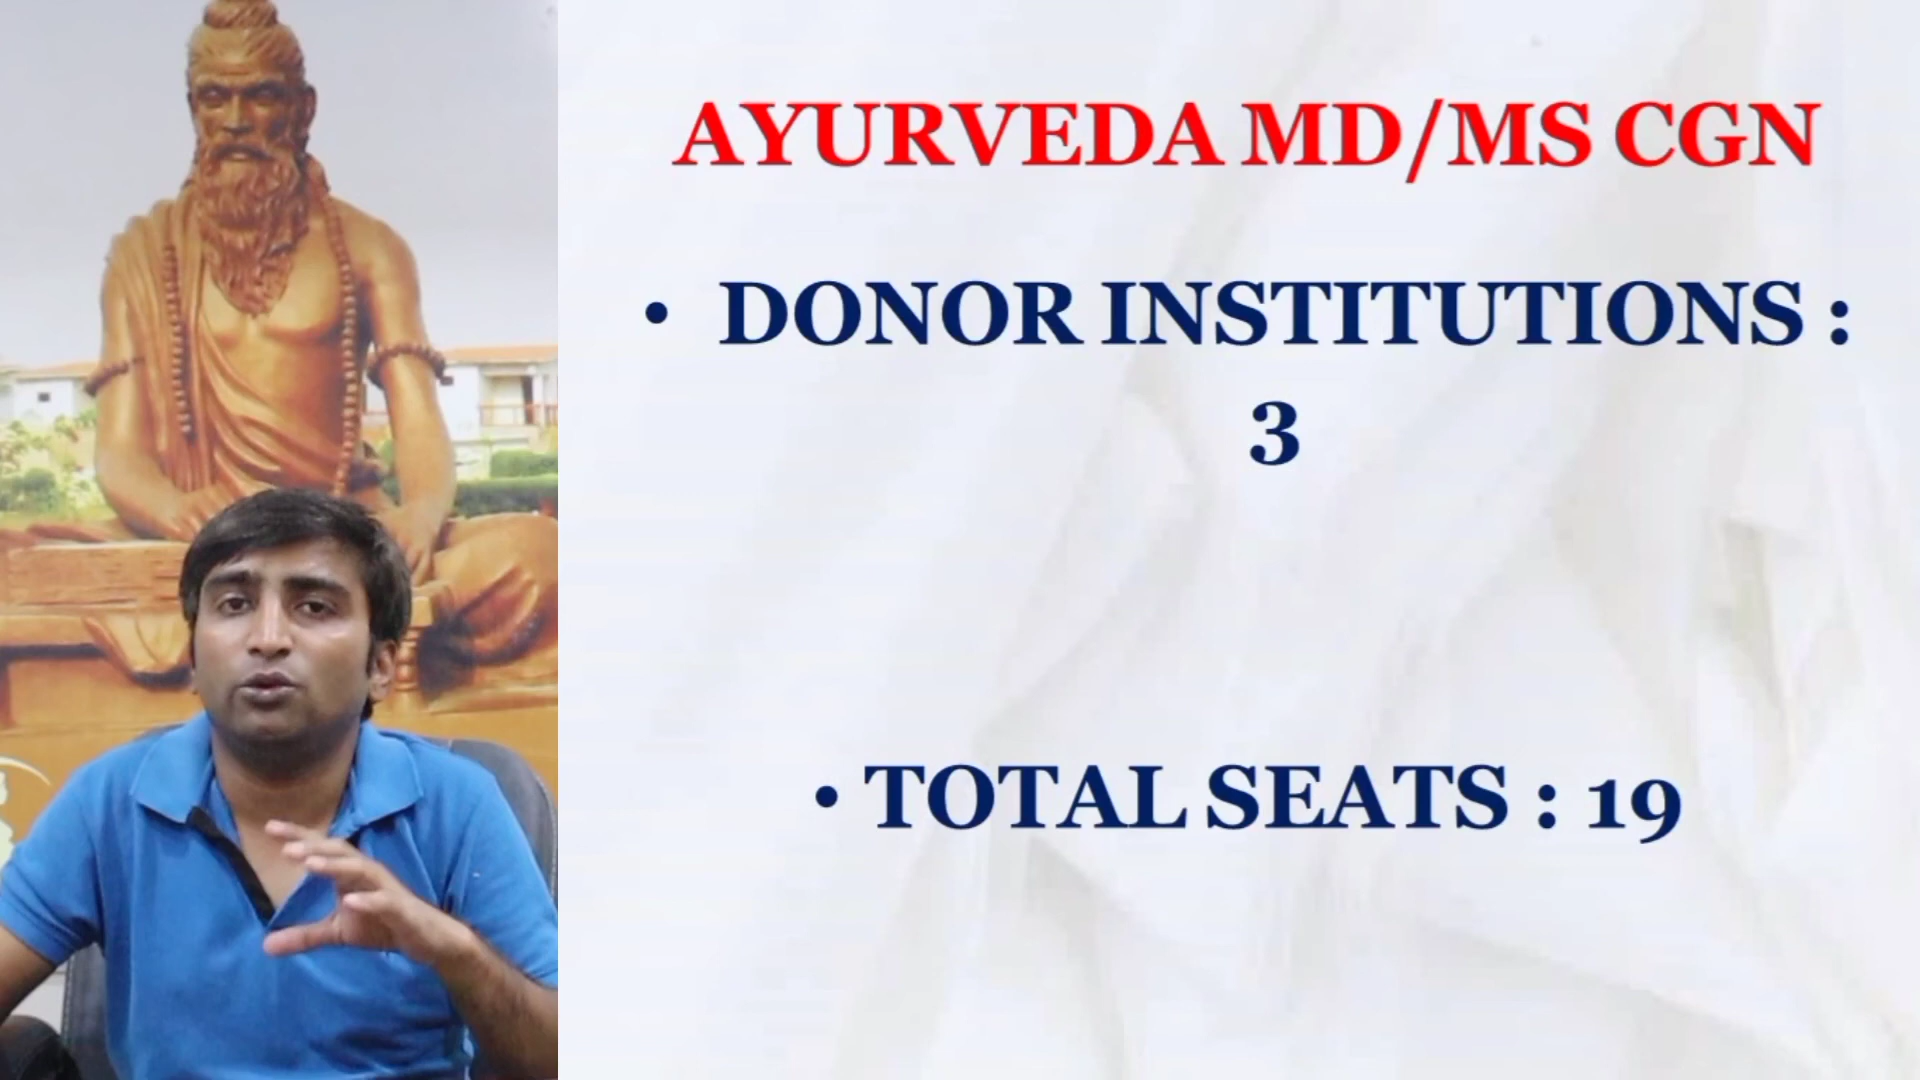 AYURVEDA MD/MS CGN
• DONOR INSTITUTIONS :
3
• TOTAL SEATS : 19